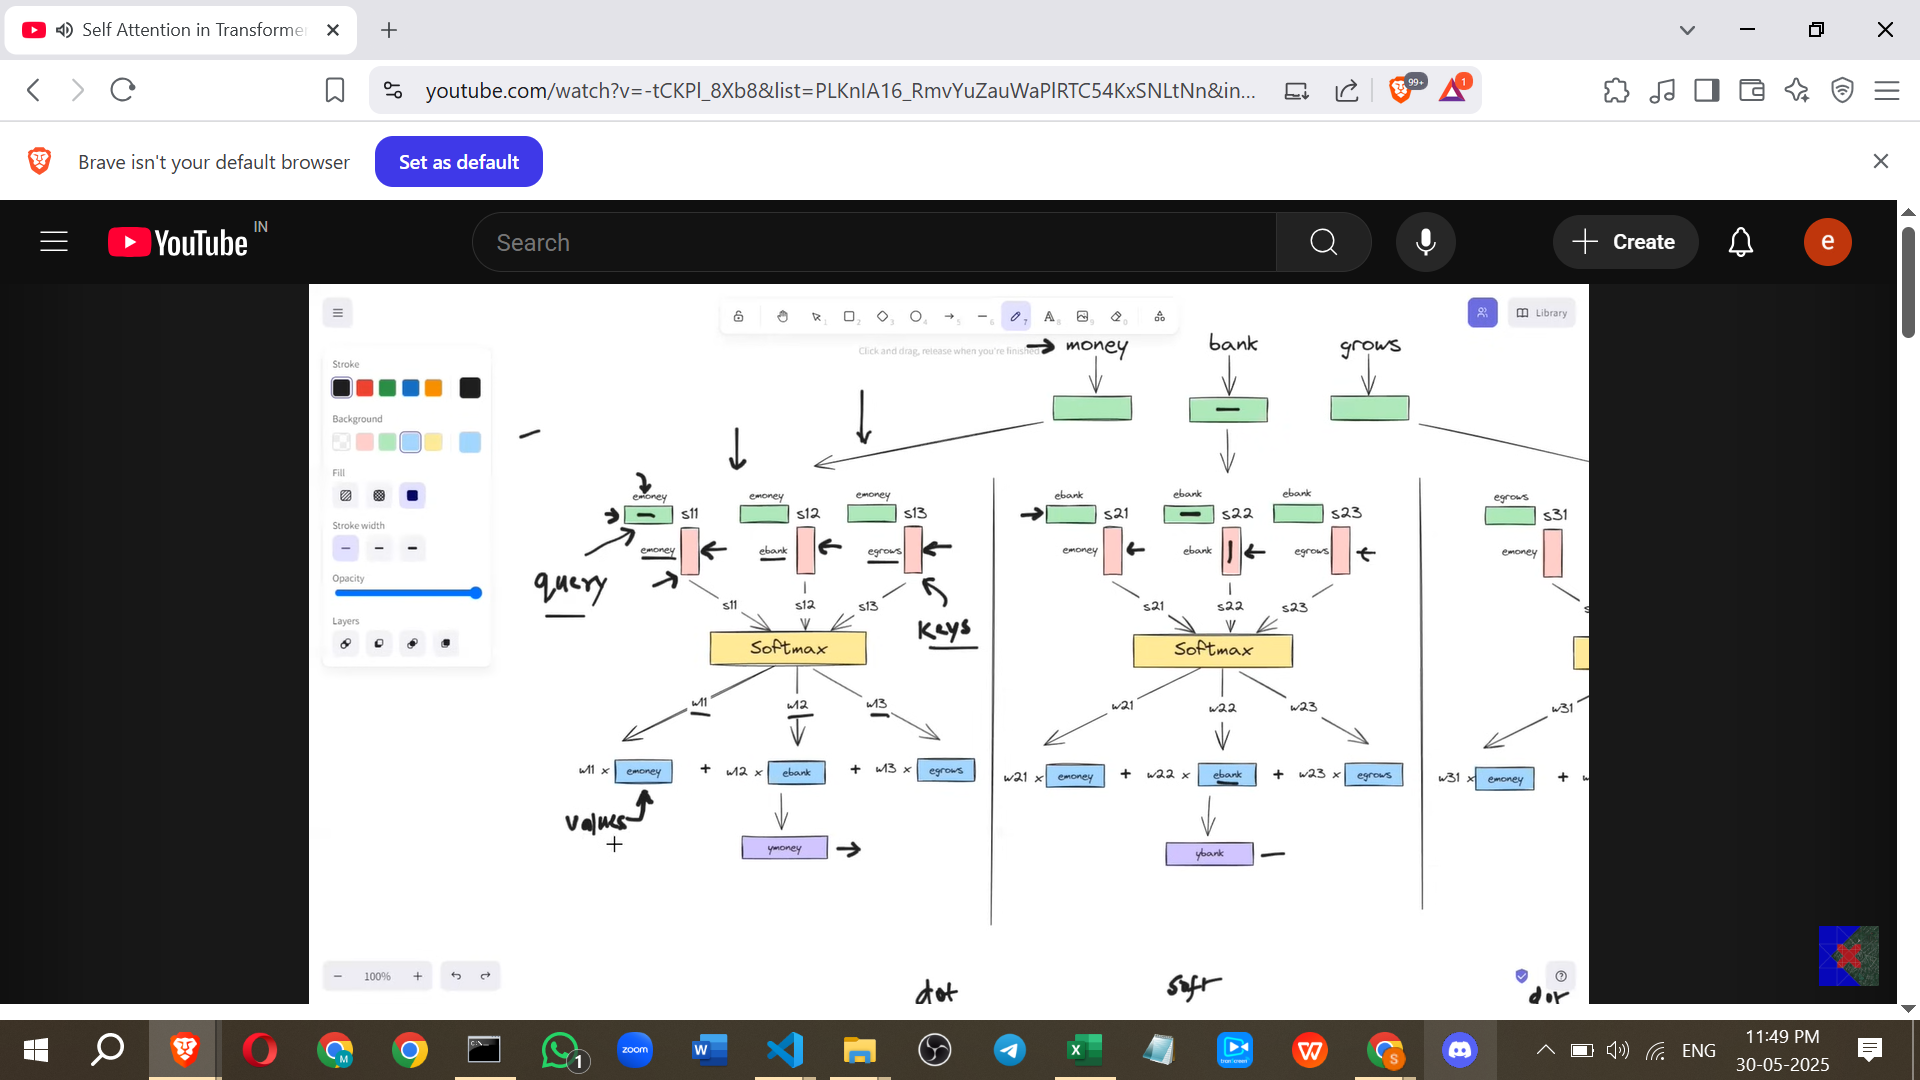 Self Attention in Transforme
youtube.com/watch?v=-tCKPl_8Xb8&list=PLKnIA16_RmvYuZauWaPlRTC54KxSNLtNn&in...
99+
1
Brave isn't your default browser
Set as default
YouTube IN
Search
Create
e
Library
Click and drag, release when you're finished
money bank grows
Stroke
Background
Fill
Stroke width
Opacity
Layers
emoney emoney emoney
s11 s12 s13
emoney ebank egrows
query
s11 s12 s13
Keys
Softmax
w11 w12 w13
w11 x emoney + w12 x ebank + w13 x egrows
values
ymoney
ebank ebank ebank
s21 s22 s23
emoney ebank egrows
s21 s22 s23
Softmax
w21 w22 w23
w21 x emoney + w22 x ebank + w23 x egrows
ybank
egrows
s31
emoney
w31
w31 x emoney +
100%
dot soft dot
M
C:\_
1
zoom
W
X
W
S
ENG
11:49 PM
30-05-2025